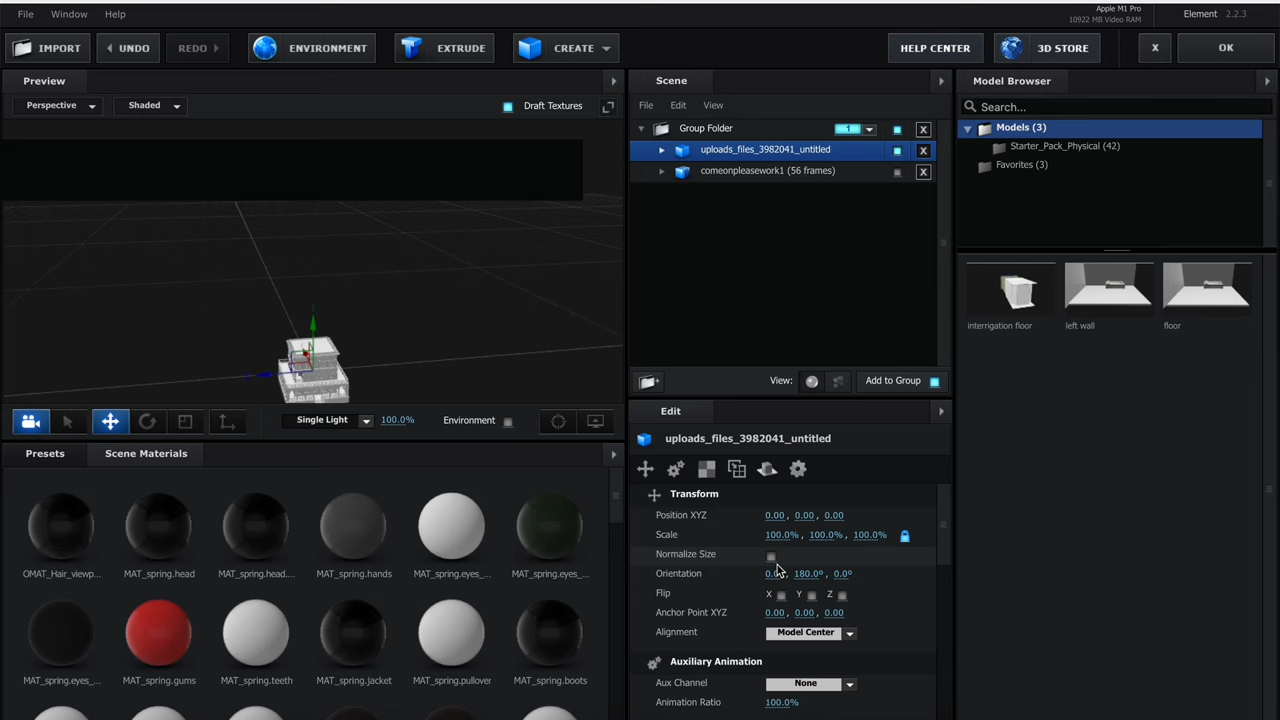 File Window Help
Apple M1 Pro
10922 MB Video RAM
Element 2.2.3
IMPORT UNDO REDO ENVIRONMENT EXTRUDE CREATE HELP CENTER 3D STORE X OK
Preview
Perspective Shaded Draft Textures
Single Light 100.0% Environment
Presets Scene Materials
OMAT_Hair_viewp... MAT_spring.head MAT_spring.head.... MAT_spring.hands MAT_spring.eyes_... MAT_spring.eyes_...
MAT_spring.eyes_... MAT_spring.gums MAT_spring.teeth MAT_spring.jacket MAT_spring.pullover MAT_spring.boots
Scene
File Edit View
Group Folder 1 X
uploads_files_3982041_untitled X
comeonpleasework1 (56 frames) X
View: Add to Group
Edit
uploads_files_3982041_untitled
Transform
Position XYZ 0.00, 0.00, 0.00
Scale 100.0%, 100.0%, 100.0%
Normalize Size
Orientation 180.0°, 0.0°
Flip X Y Z
Anchor Point XYZ 0.00, 0.00, 0.00
Alignment Model Center
Auxiliary Animation
Aux Channel None
Animation Ratio 100.0%
Model Browser
Search...
Models (3)
Starter_Pack_Physical (42)
Favorites (3)
interrigation floor left wall floor